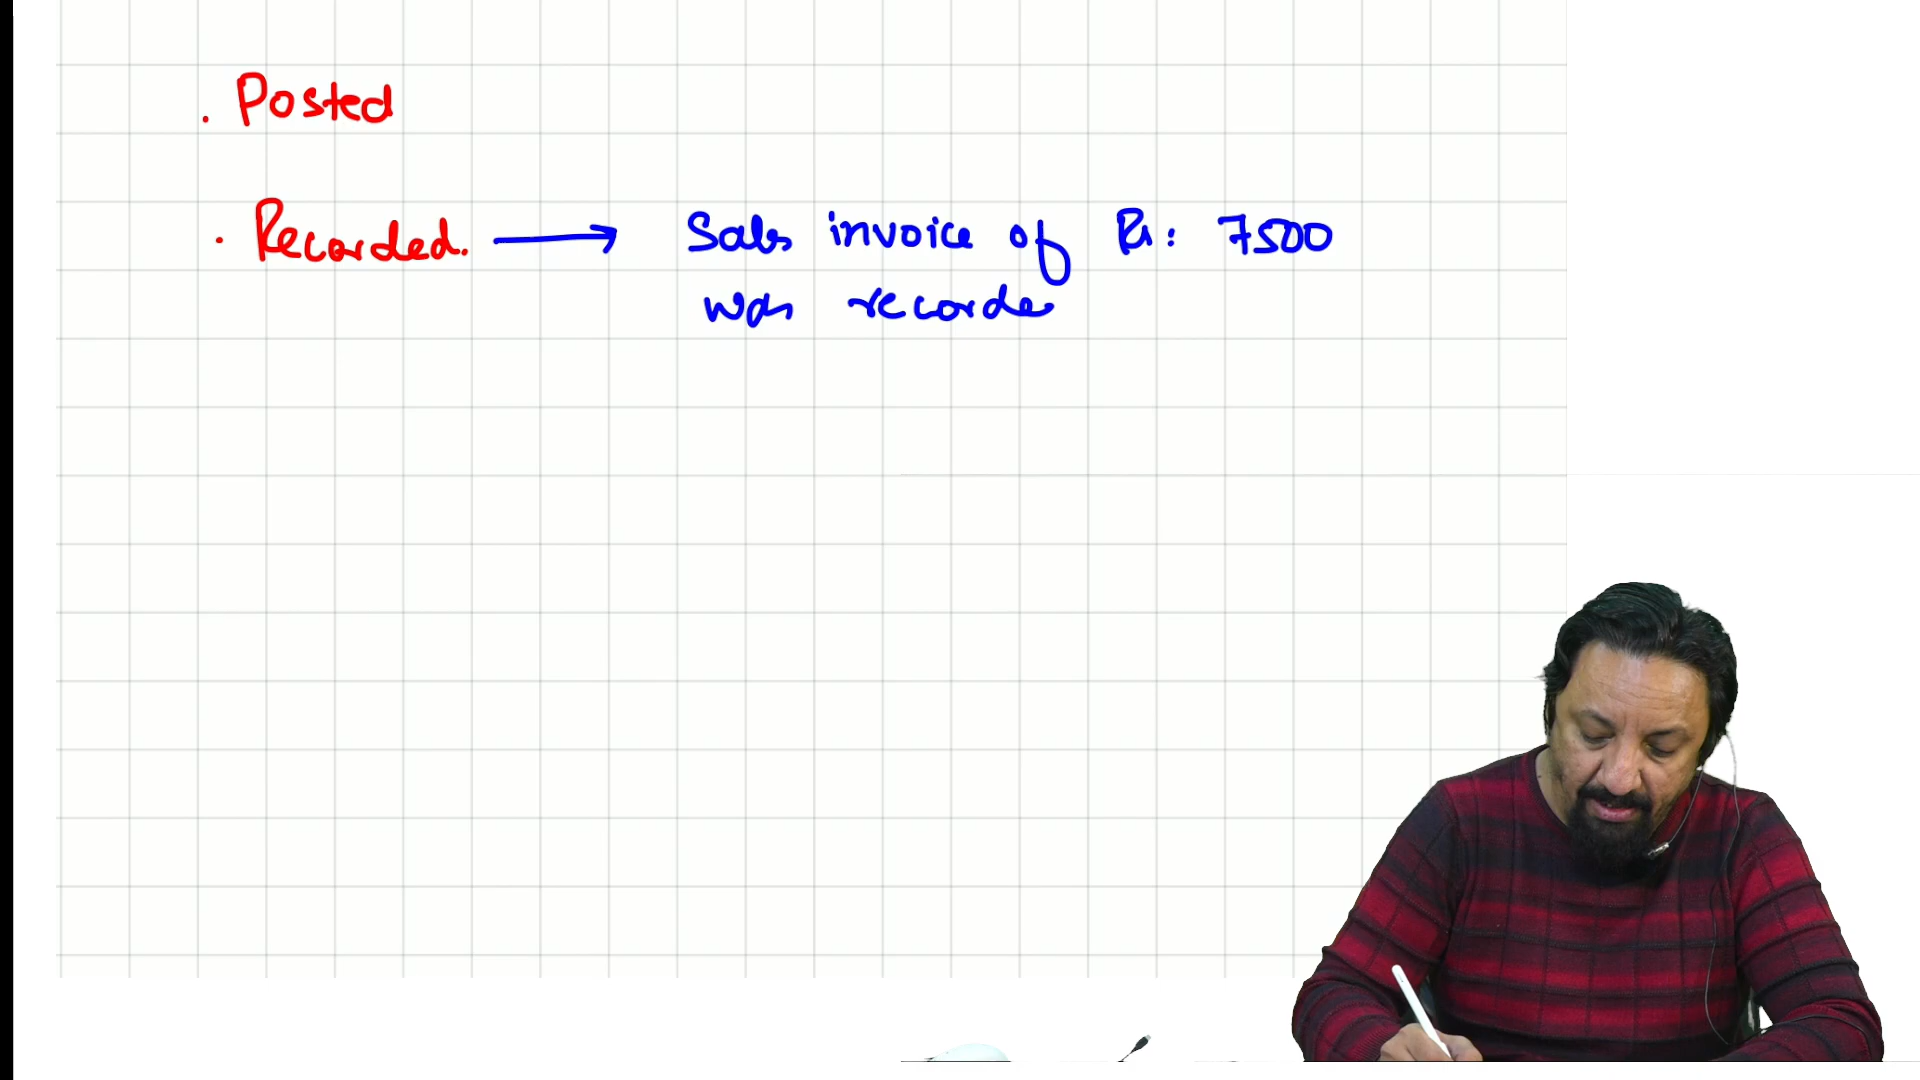 . Posted
. Recorded. → Sales invoice of Rs: 7500
was recorde